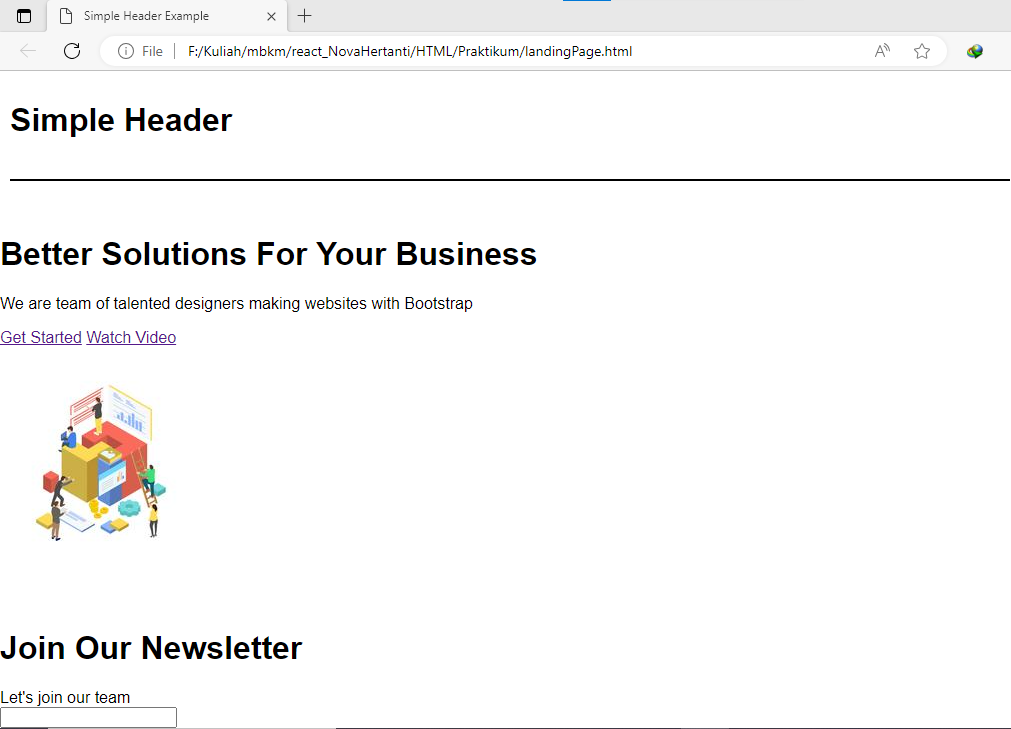 Simple Header Example
File
F:/Kuliah/mbkm/react_NovaHertanti/HTML/Praktikum/landingPage.html
Simple Header
Better Solutions For Your Business
We are team of talented designers making websites with Bootstrap
Get Started Watch Video
Join Our Newsletter
Let's join our team